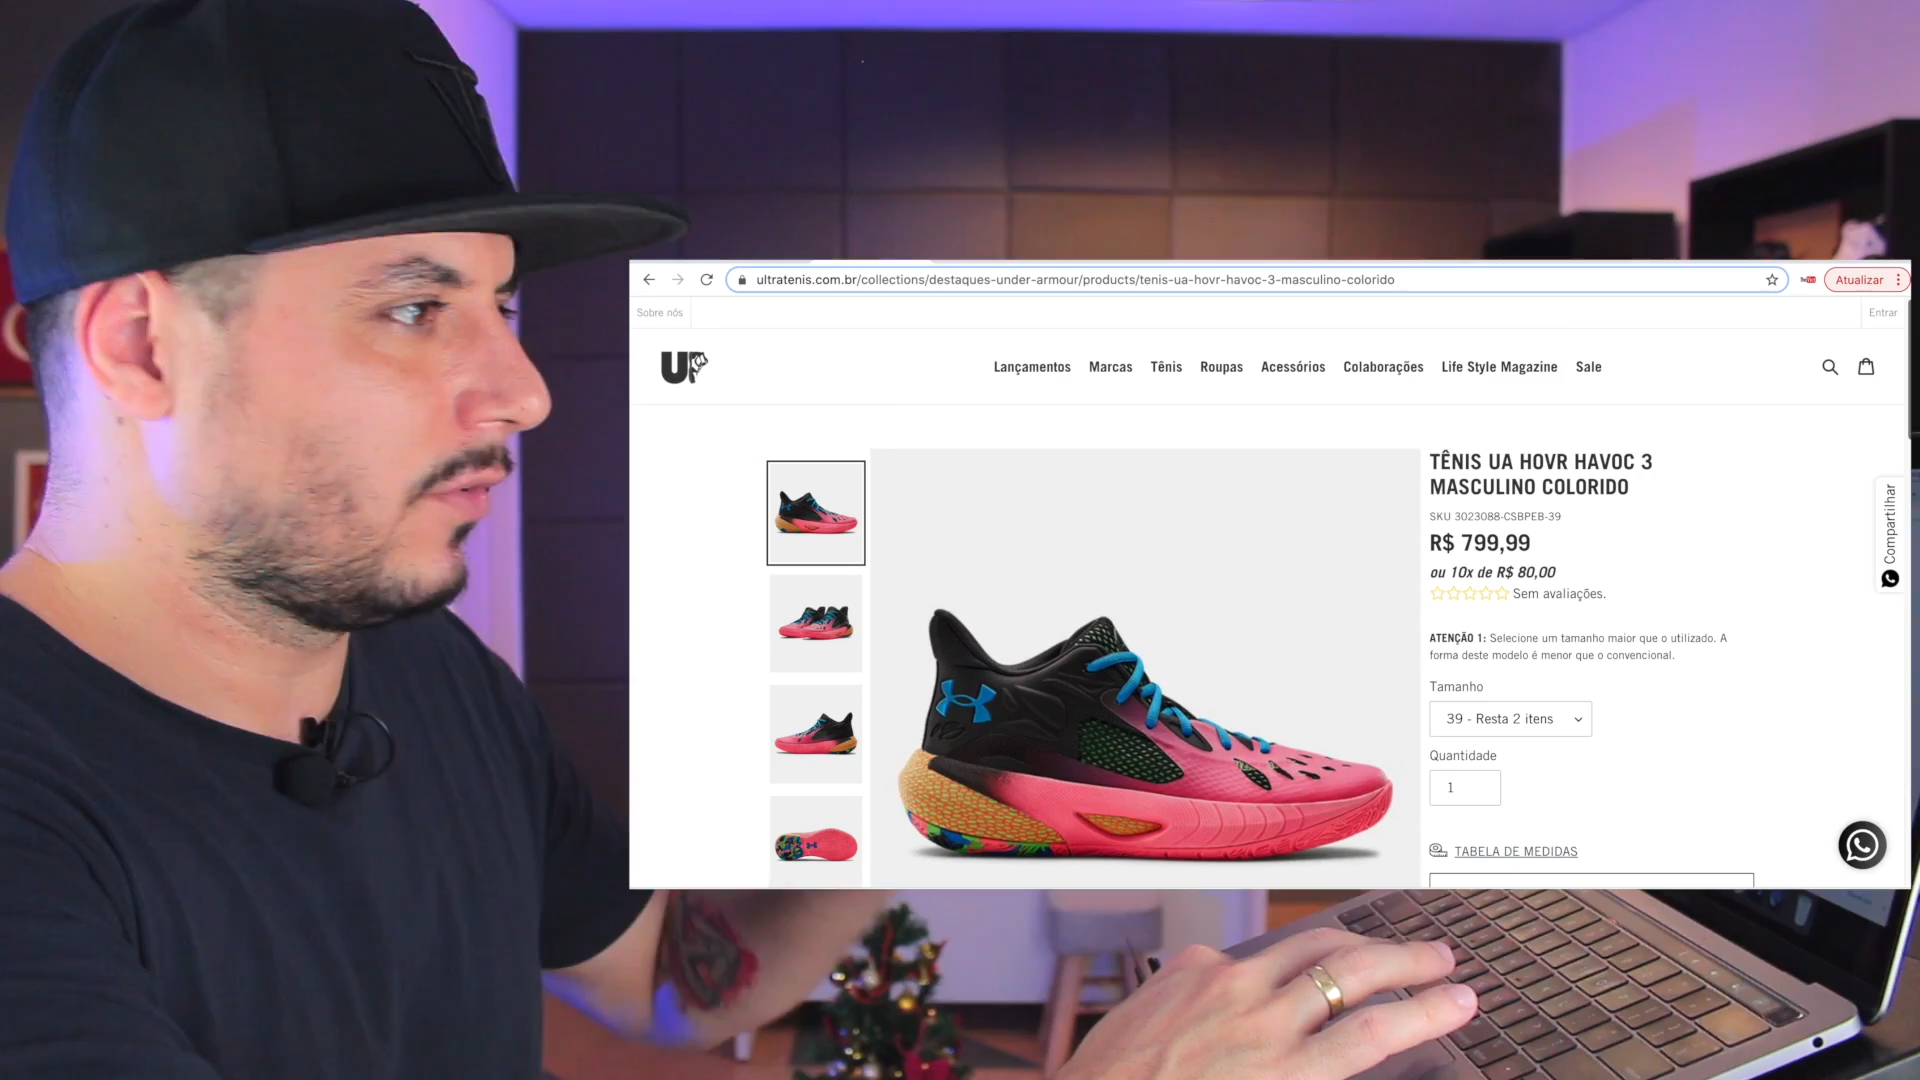 ultratenis.com.br/collections/destaques-under-armour/products/tenis-ua-hovr-havoc-3-masculino-colorido
Atualizar
Sobre nós
Entrar
UP
Lançamentos Marcas Tênis Roupas Acessórios Colaborações Life Style Magazine Sale
TÊNIS UA HOVR HAVOC 3
MASCULINO COLORIDO
SKU 3023088-CSBPEB-39
R$ 799,99
ou 10x de R$ 80,00
Sem avaliações.
ATENÇÃO 1: Selecione um tamanho maior que o utilizado. A
forma deste modelo é menor que o convencional.
Tamanho
39 - Resta 2 itens
Quantidade
1
TABELA DE MEDIDAS
Compartilhar